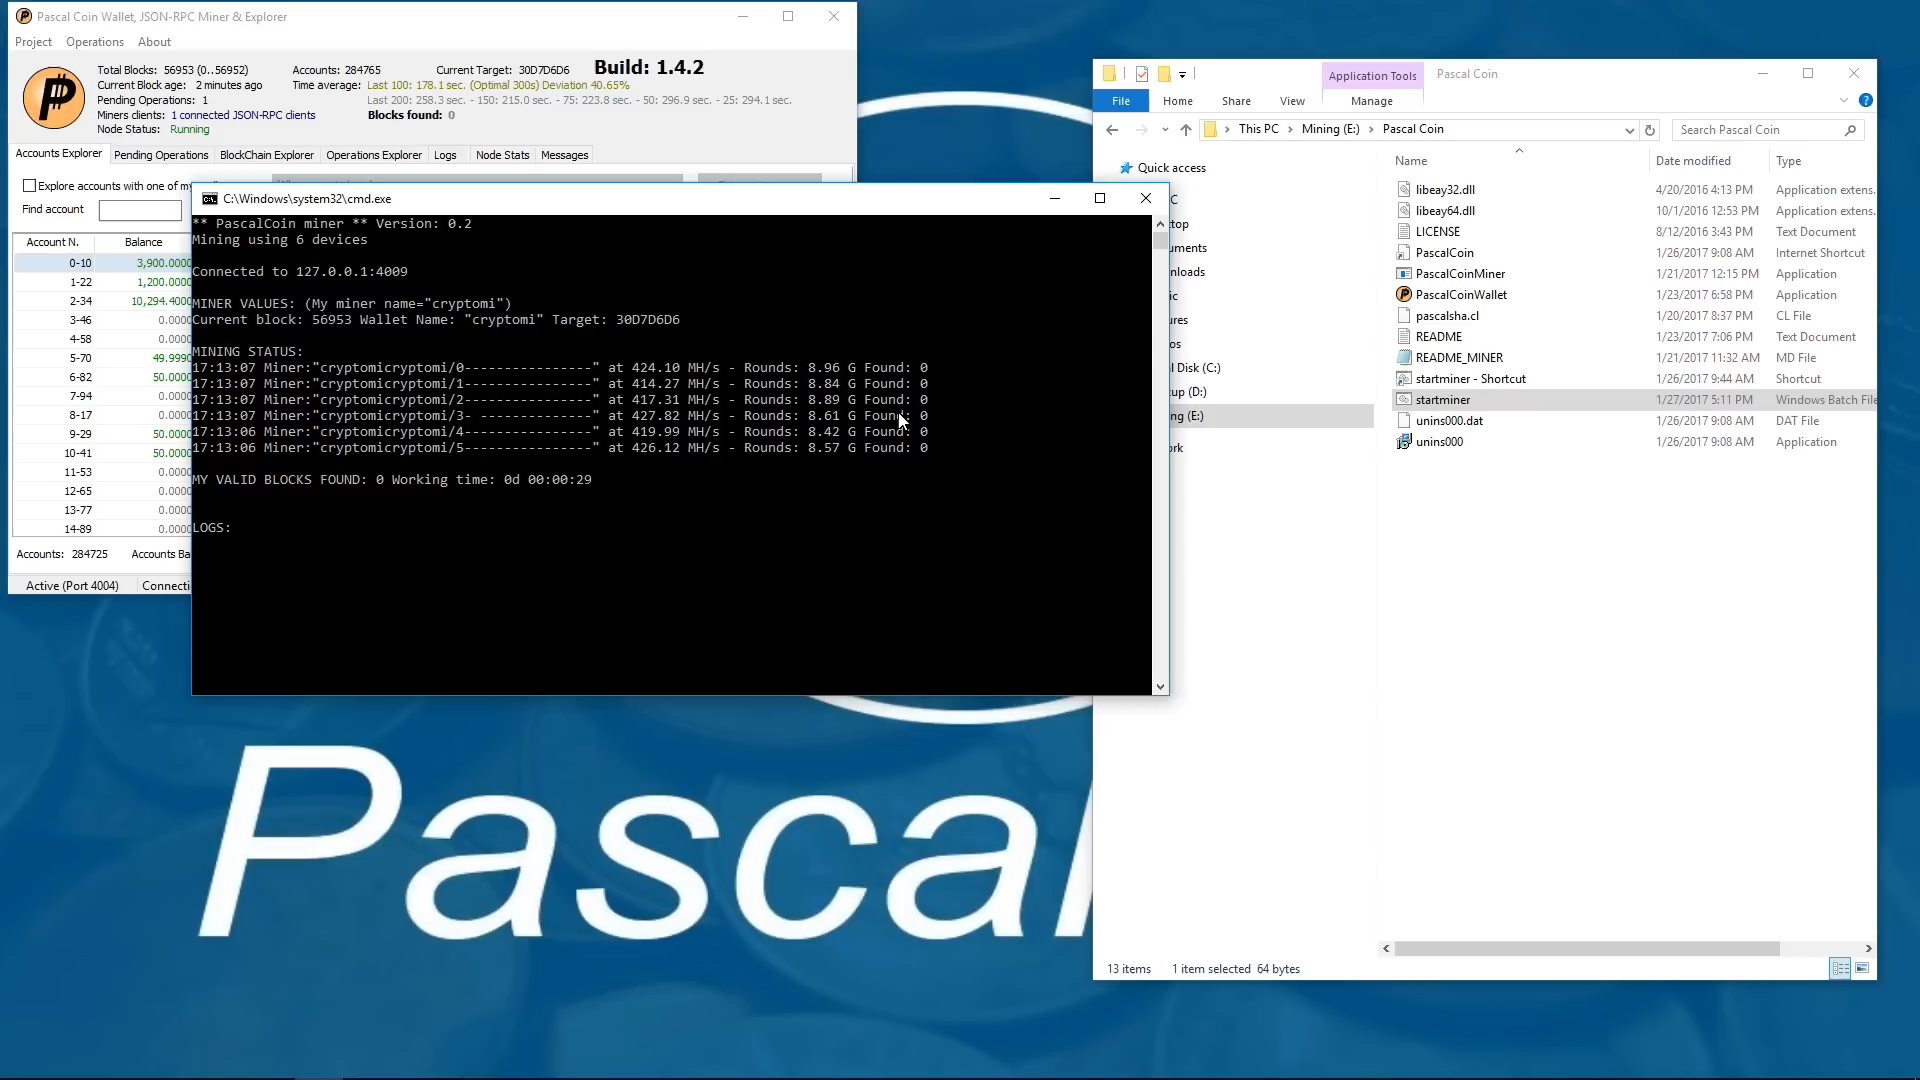 Pascal Coin Wallet, JSON-RPC Miner & Explorer
Project Operations About
Total Blocks: 56953 (0..56952) Accounts: 284765 Current Target: 30D7D6D6 Build: 1.4.2
Current Block age: 2 minutes ago Time average: Last 100: 178.1 sec. (Optimal 300s) Deviation 40.65%
Pending Operations: 1 Last 200: 258.3 sec. - 150: 215.0 sec. - 75: 223.8 sec. - 50: 296.9 sec. - 25: 294.1 sec.
Miners clients: 1 connected JSON-RPC clients Blocks found: 0
Node Status: Running
Accounts Explorer Pending Operations BlockChain Explorer Operations Explorer Logs Node Stats Messages
Explore accounts with one of my
Find account
Account N. Balance
0-10 3,900.0000
1-22 1,200.0000
2-34 10,294.4000
3-46 0.0000
4-58 0.0000
5-70 49.9990
6-82 50.0000
7-94 0.0000
8-17 0.0000
9-29 50.0000
10-41 50.0000
11-53 0.0000
12-65 0.0000
13-77 0.0000
14-89 0.0000
Accounts: 284725 Accounts Ba
Active (Port 4004) Connecti
C:\Windows\system32\cmd.exe
** PascalCoin miner ** Version: 0.2
Mining using 6 devices
Connected to 127.0.0.1:4009
MINER VALUES: (My miner name="cryptomi")
Current block: 56953 Wallet Name: "cryptomi" Target: 30D7D6D6
MINING STATUS:
17:13:07 Miner:"cryptomicryptomi/0----------------" at 424.10 MH/s - Rounds: 8.96 G Found: 0
17:13:07 Miner:"cryptomicryptomi/1----------------" at 414.27 MH/s - Rounds: 8.84 G Found: 0
17:13:07 Miner:"cryptomicryptomi/2----------------" at 417.31 MH/s - Rounds: 8.89 G Found: 0
17:13:07 Miner:"cryptomicryptomi/3- --------------" at 427.82 MH/s - Rounds: 8.61 G Found: 0
17:13:06 Miner:"cryptomicryptomi/4----------------" at 419.99 MH/s - Rounds: 8.42 G Found: 0
17:13:06 Miner:"cryptomicryptomi/5----------------" at 426.12 MH/s - Rounds: 8.57 G Found: 0
MY VALID BLOCKS FOUND: 0 Working time: 0d 00:00:29
LOGS:
Application Tools Pascal Coin
File Home Share View Manage
This PC Mining (E:) Pascal Coin Search Pascal Coin
Quick access
C
top
uments
nloads
ic
ures
os
l Disk (C:)
up (D:)
ng (E:)
rk
Name Date modified Type
libeay32.dll 4/20/2016 4:13 PM Application extens.
libeay64.dll 10/1/2016 12:53 PM Application extens.
LICENSE 8/12/2016 3:43 PM Text Document
PascalCoin 1/26/2017 9:08 AM Internet Shortcut
PascalCoinMiner 1/21/2017 12:15 PM Application
PascalCoinWallet 1/23/2017 6:58 PM Application
pascalsha.cl 1/20/2017 8:37 PM CL File
README 1/23/2017 7:06 PM Text Document
README_MINER 1/21/2017 11:32 AM MD File
startminer - Shortcut 1/26/2017 9:44 AM Shortcut
startminer 1/27/2017 5:11 PM Windows Batch File
unins000.dat 1/26/2017 9:08 AM DAT File
unins000 1/26/2017 9:08 AM Application
13 items 1 item selected 64 bytes
Pascal